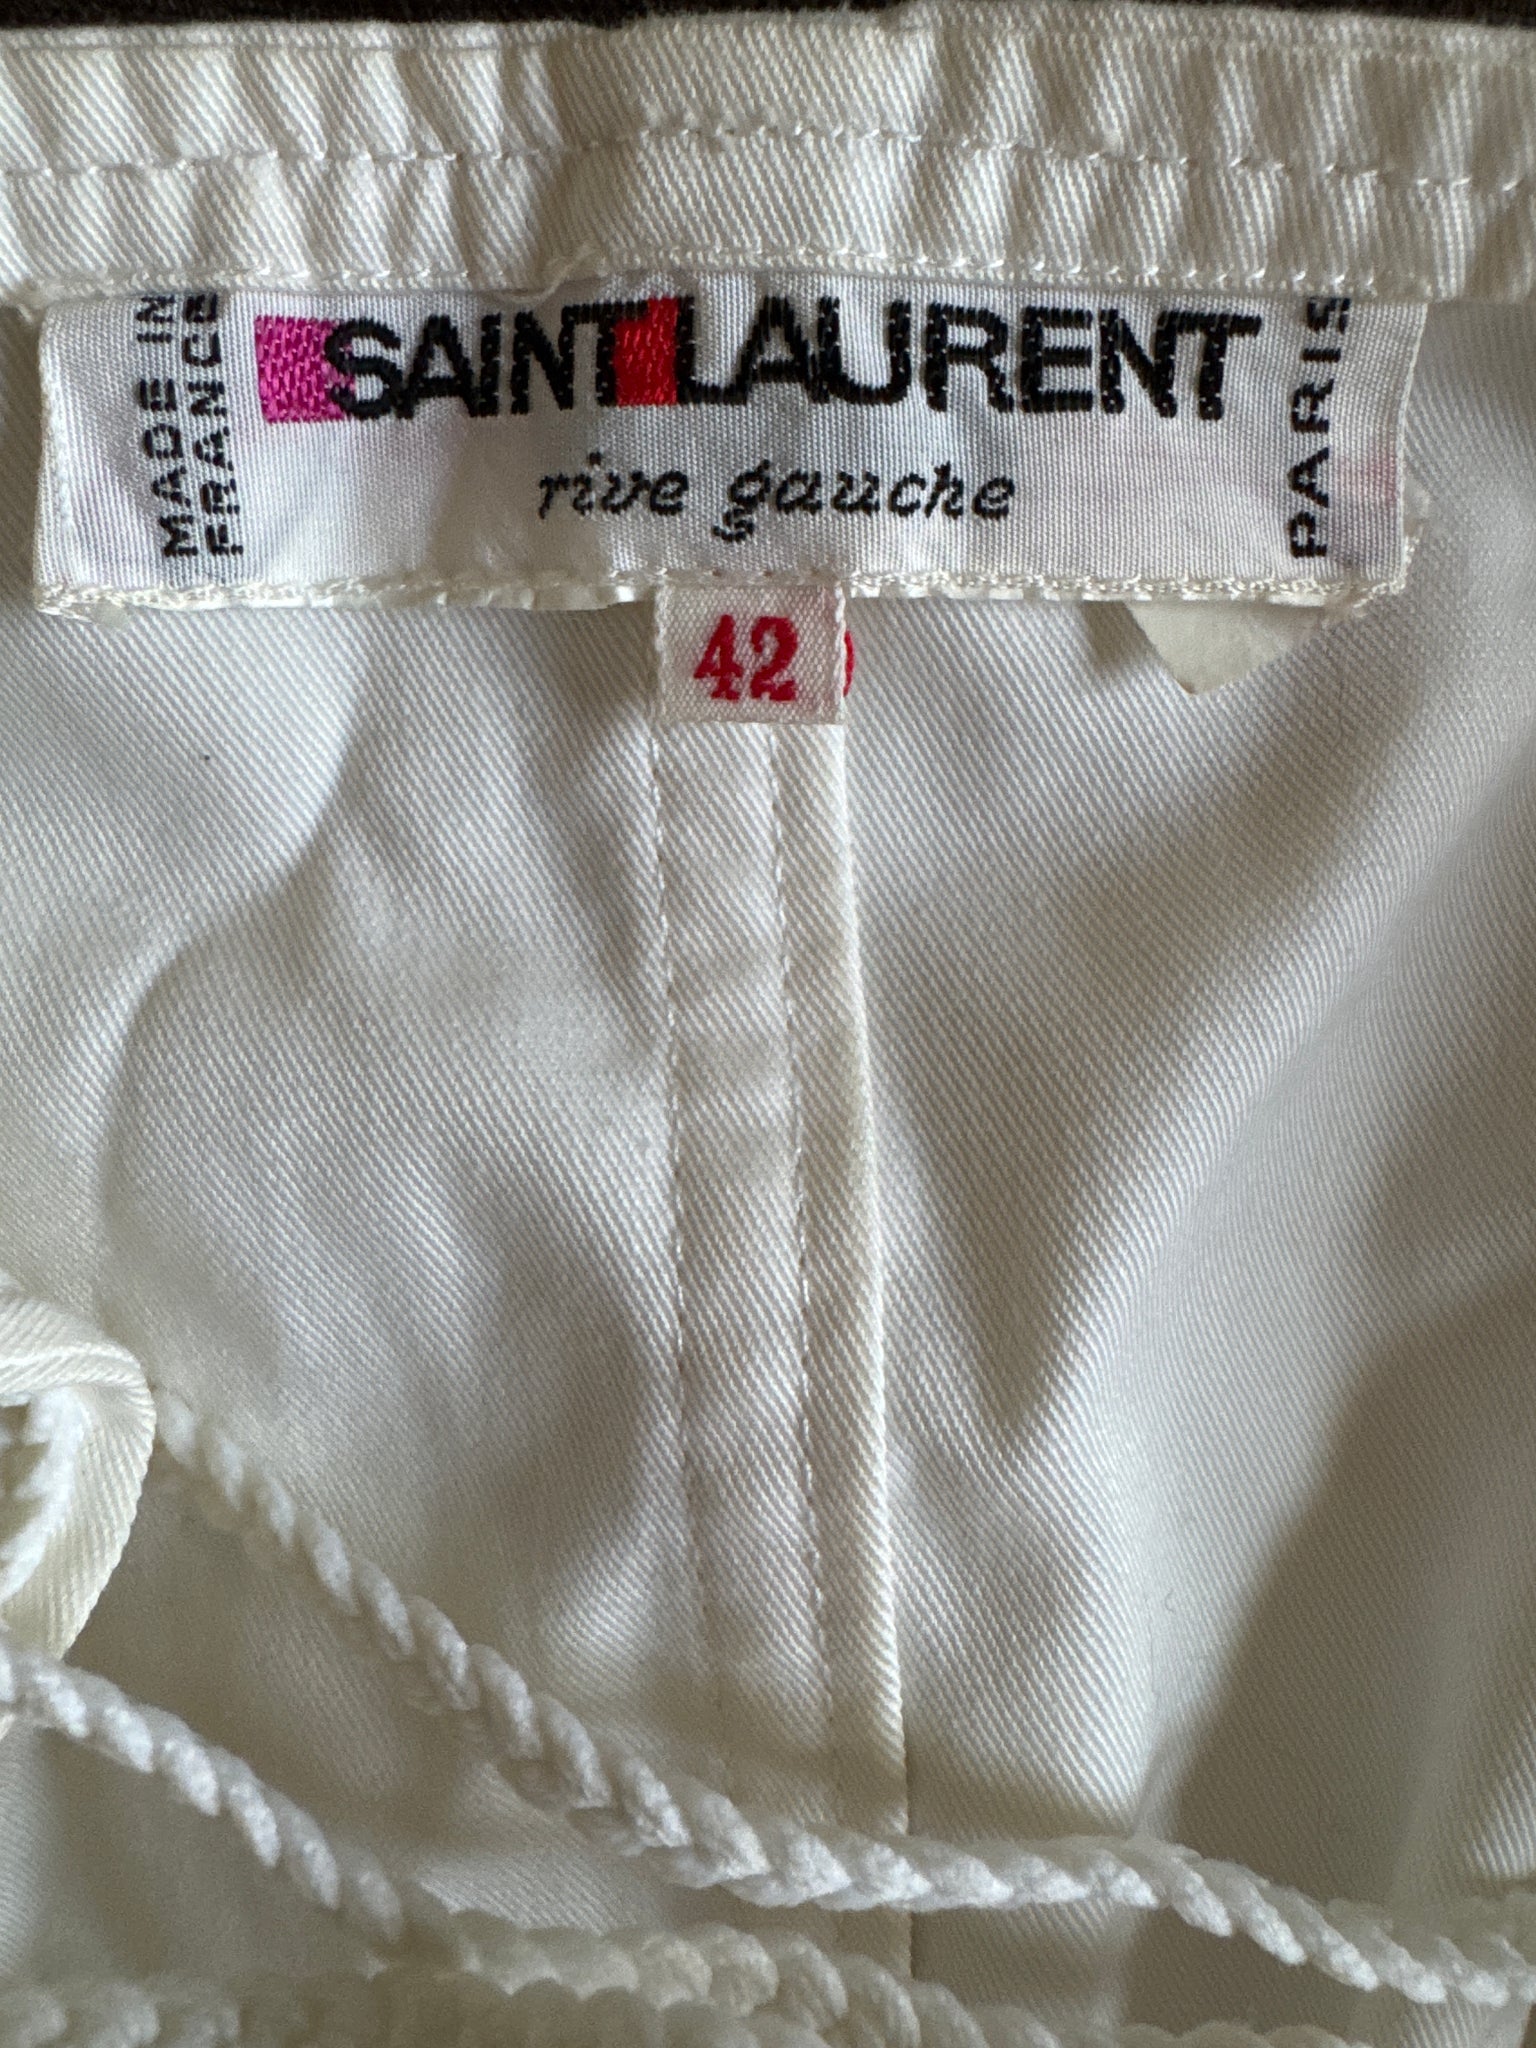 MADE IN
FRANCE
SAINT LAURENT
rive gauche
PARIS
42